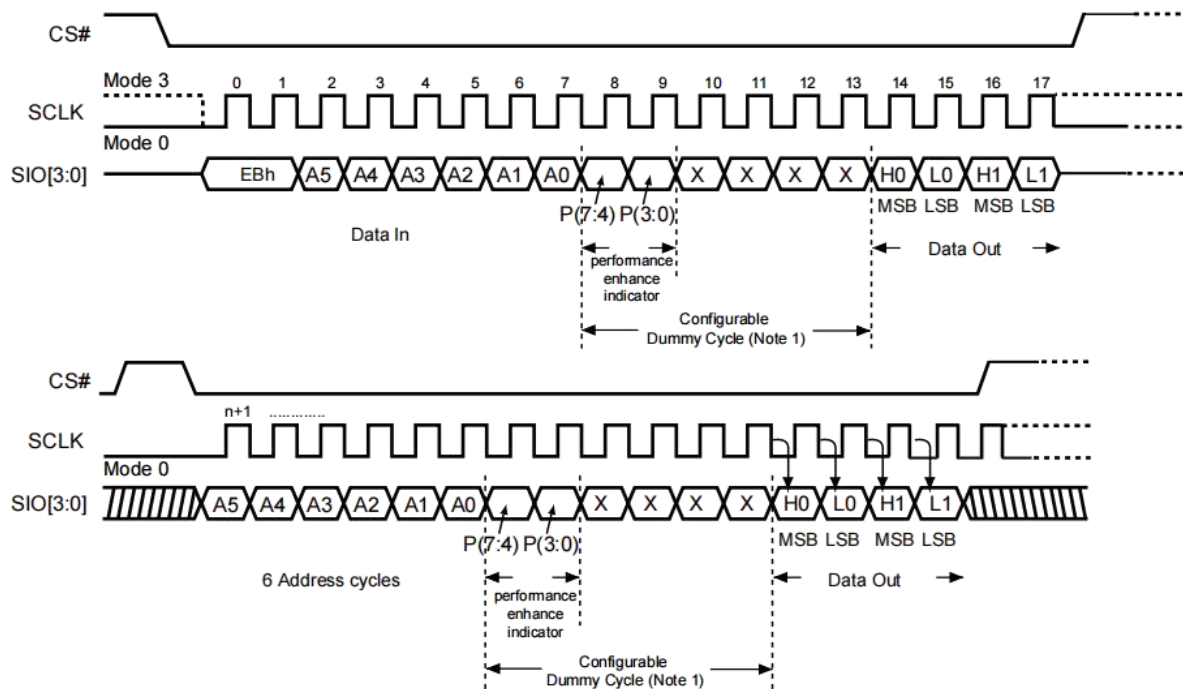 CS#
Mode 3
0 1 2 3 4 5 6 7 8 9 10 11 12 13 14 15 16 17
SCLK
Mode 0
SIO[3:0] EBh A5 A4 A3 A2 A1 A0 X X X X H0 L0 H1 L1
P(7:4) P(3:0) MSB LSB MSB LSB
Data In
Data Out
performance
enhance
indicator
Configurable
Dummy Cycle (Note 1)
CS#
n+1 .............
SCLK
Mode 0
SIO[3:0] A5 A4 A3 A2 A1 A0 X X X X H0 L0 H1 L1
P(7:4) P(3:0) MSB LSB MSB LSB
6 Address cycles
Data Out
performance
enhance
indicator
Configurable
Dummy Cycle (Note 1)